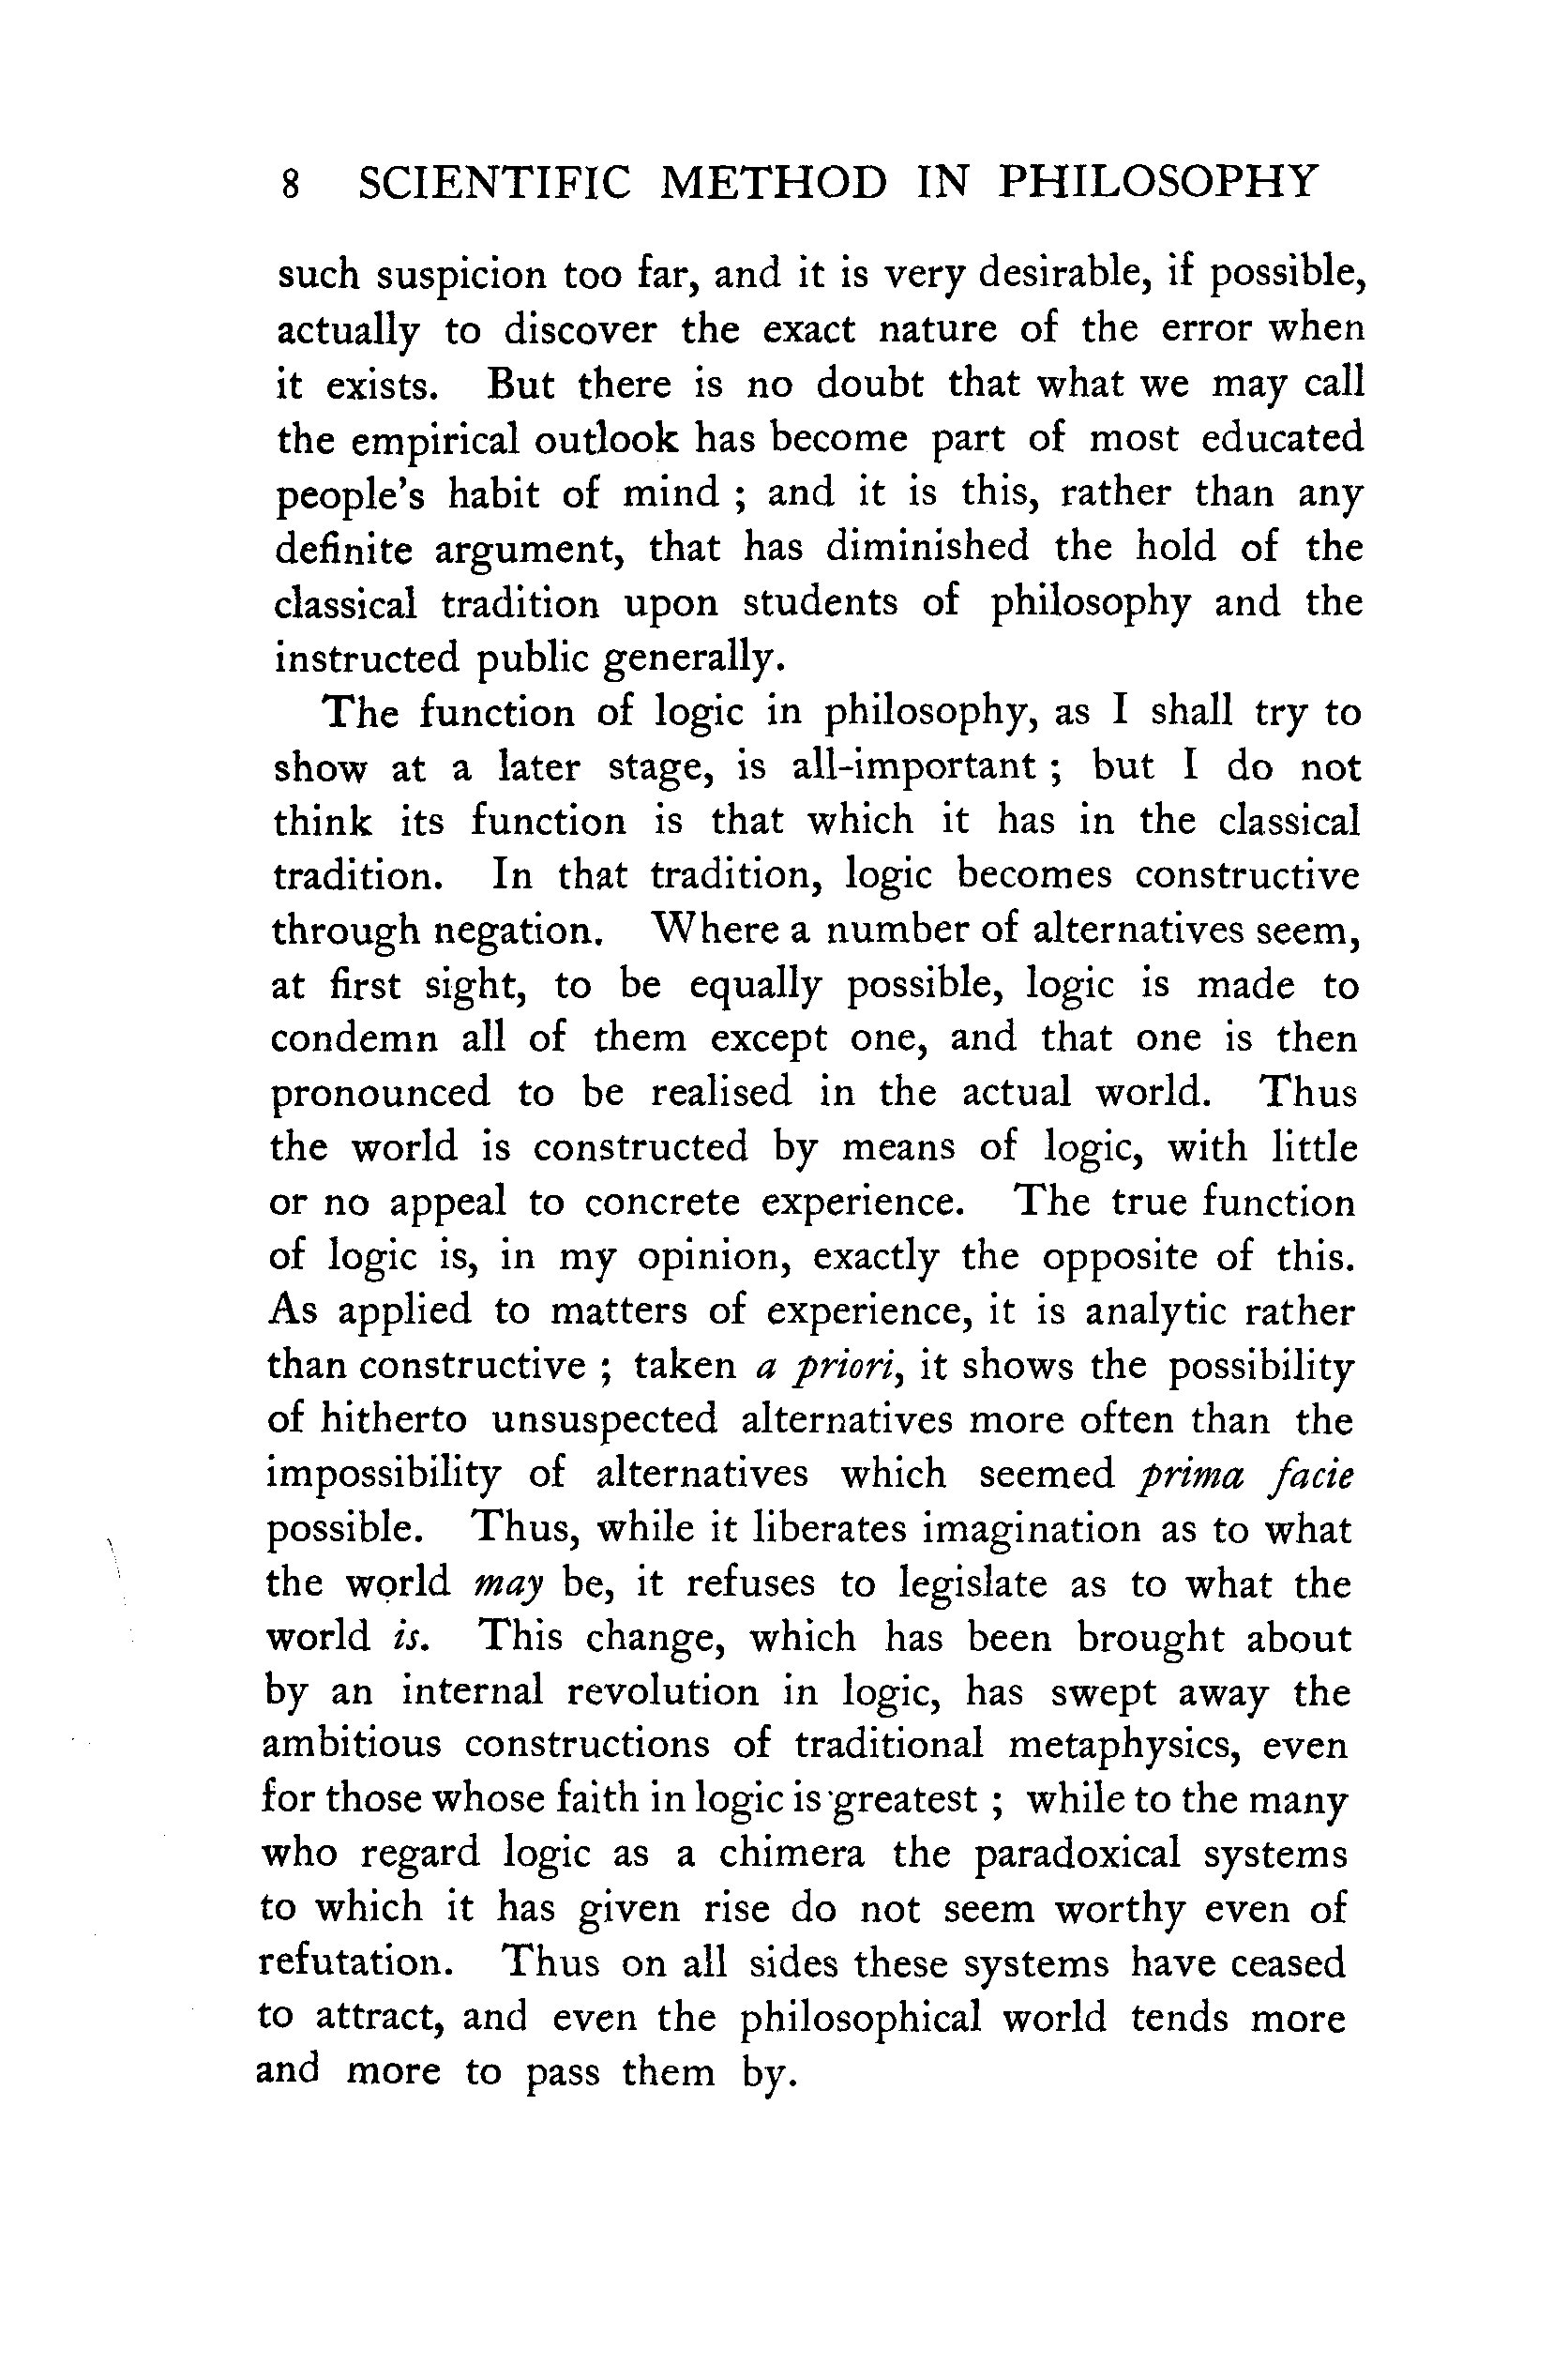 8 SCIENTIFIC METHOD IN PHILOSOPHY
such suspicion too far, and it is very desirable, if possible,
actually to discover the exact nature of the error when
it exists. But there is no doubt that what we may call
the empirical outlook has become part of most educated
people's habit of mind ; and it is this, rather than any
definite argument, that has diminished the hold of the
classical tradition upon students of philosophy and the
instructed public generally.
The function of logic in philosophy, as I shall try to
show at a later stage, is all-important ; but I do not
think its function is that which it has in the classical
tradition. In that tradition, logic becomes constructive
through negation. Where a number of alternatives seem,
at first sight, to be equally possible, logic is made to
condemn all of them except one, and that one is then
pronounced to be realised in the actual world. Thus
the world is constructed by means of logic, with little
or no appeal to concrete experience. The true function
of logic is, in my opinion, exactly the opposite of this.
As applied to matters of experience, it is analytic rather
than constructive ; taken a priori, it shows the possibility
of hitherto unsuspected alternatives more often than the
impossibility of alternatives which seemed prima facie
possible. Thus, while it liberates imagination as to what
the world may be, it refuses to legislate as to what the
world is. This change, which has been brought about
by an internal revolution in logic, has swept away the
ambitious constructions of traditional metaphysics, even
for those whose faith in logic is greatest ; while to the many
who regard logic as a chimera the paradoxical systems
to which it has given rise do not seem worthy even of
refutation. Thus on all sides these systems have ceased
to attract, and even the philosophical world tends more
and more to pass them by.